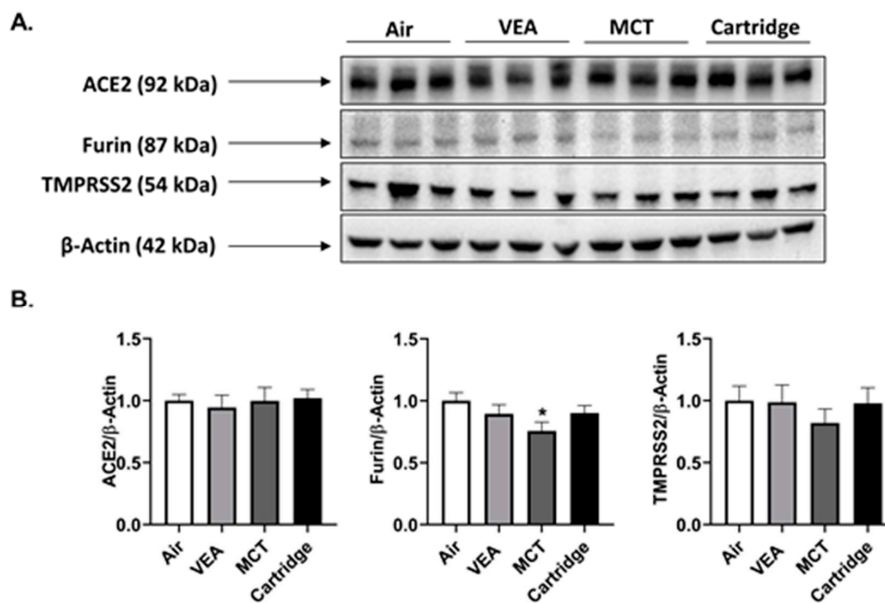 A.
Air VEA MCT Cartridge
ACE2 (92 kDa)
Furin (87 kDa)
TMPRSS2 (54 kDa)
β-Actin (42 kDa)
B.
ACE2/β-Actin
1.5
1.0
0.5
0.0
Air VEA MCT Cartridge
Furin/β-Actin
1.5
1.0
0.5
0.0
*
Air VEA MCT Cartridge
TMPRSS2/β-Actin
1.5
1.0
0.5
0.0
Air VEA MCT Cartridge